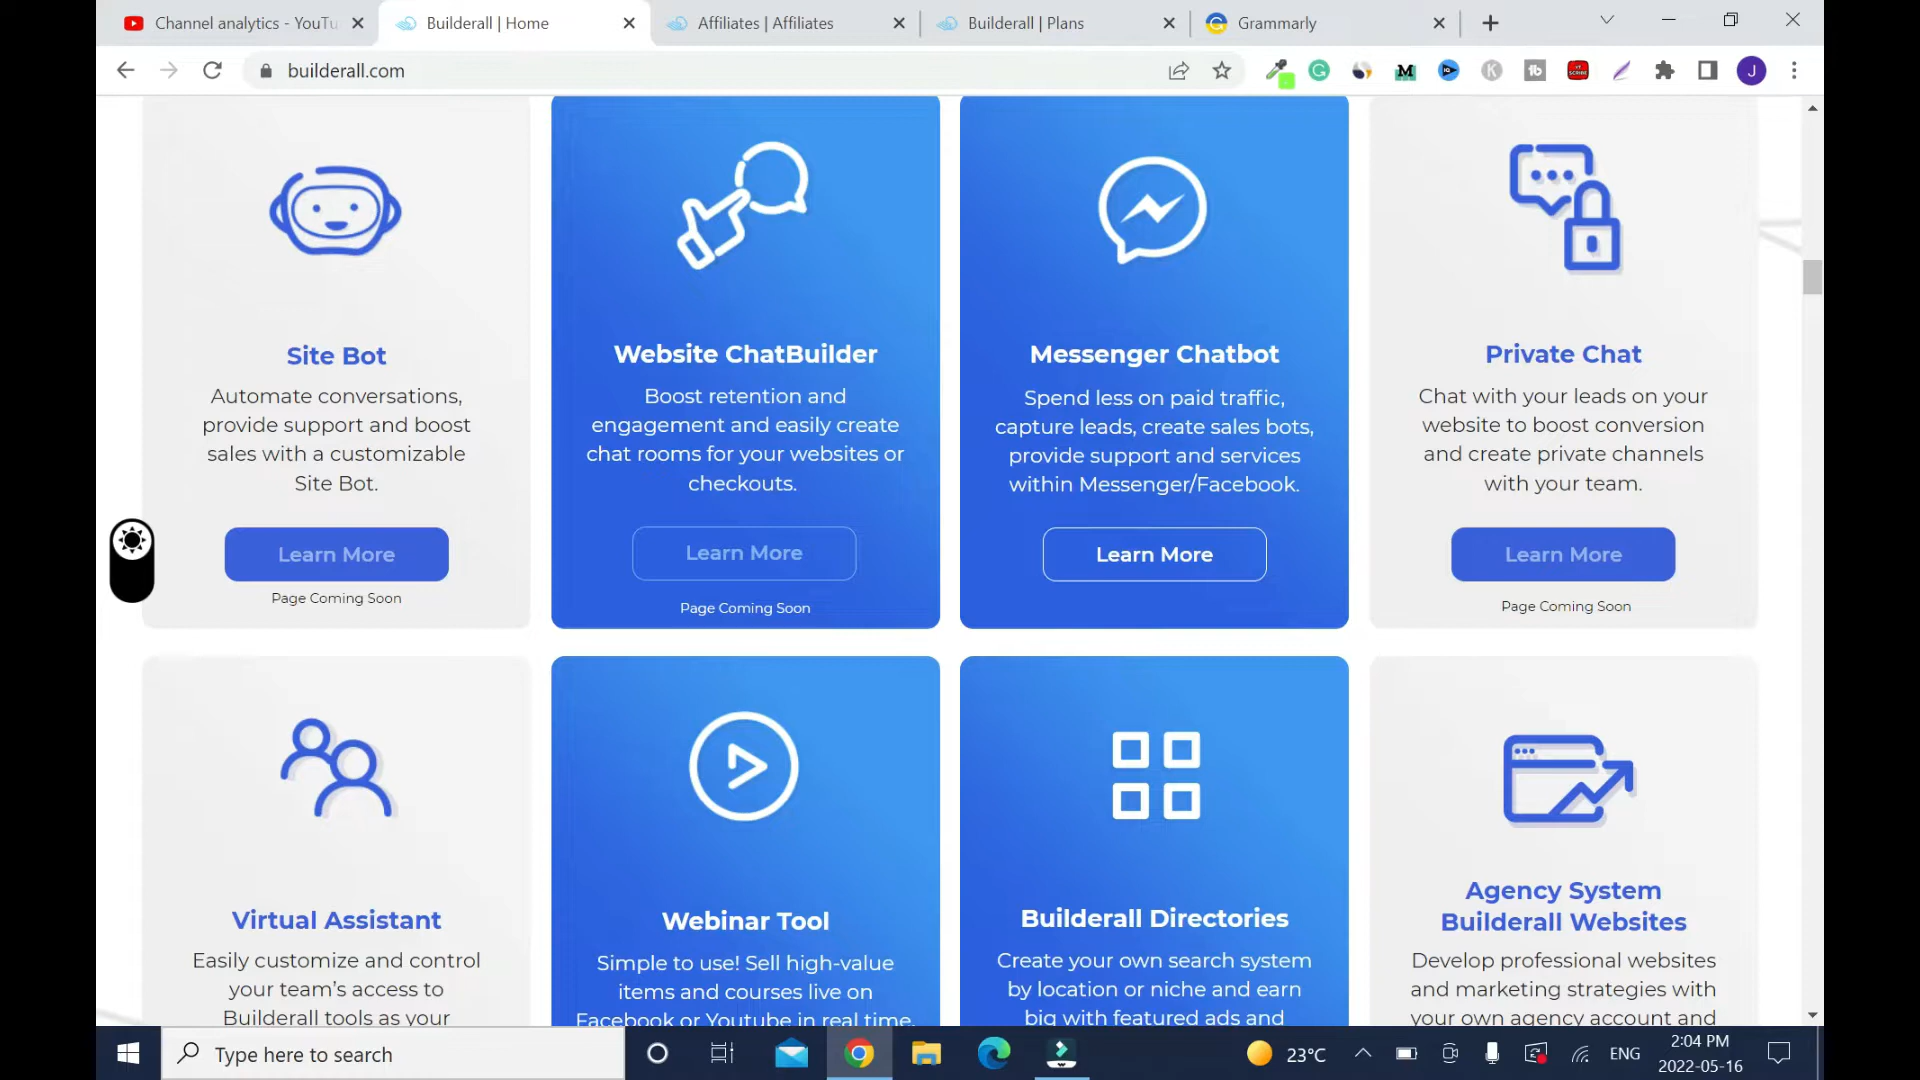 Channel analytics - YouTu
Builderall | Home
Affiliates | Affiliates
Builderall | Plans
Grammarly
builderall.com
J
Site Bot
Automate conversations,
provide support and boost
sales with a customizable
Site Bot.
Learn More
Page Coming Soon
Website ChatBuilder
Boost retention and
engagement and easily create
chat rooms for your websites or
checkouts.
Learn More
Page Coming Soon
Messenger Chatbot
Spend less on paid traffic,
capture leads, create sales bots,
provide support and services
within Messenger/Facebook.
Learn More
Private Chat
Chat with your leads on your
website to boost conversion
and create private channels
with your team.
Learn More
Page Coming Soon
Virtual Assistant
Easily customize and control
your team's access to
Builderall tools as your
Webinar Tool
Simple to use! Sell high-value
items and courses live on
Facebook or Youtube in real time.
Builderall Directories
Create your own search system
by location or niche and earn
big with featured ads and
Agency System
Builderall Websites
Develop professional websites
and marketing strategies with
your own agency account and
Type here to search
23°C
ENG
2:04 PM
2022-05-16